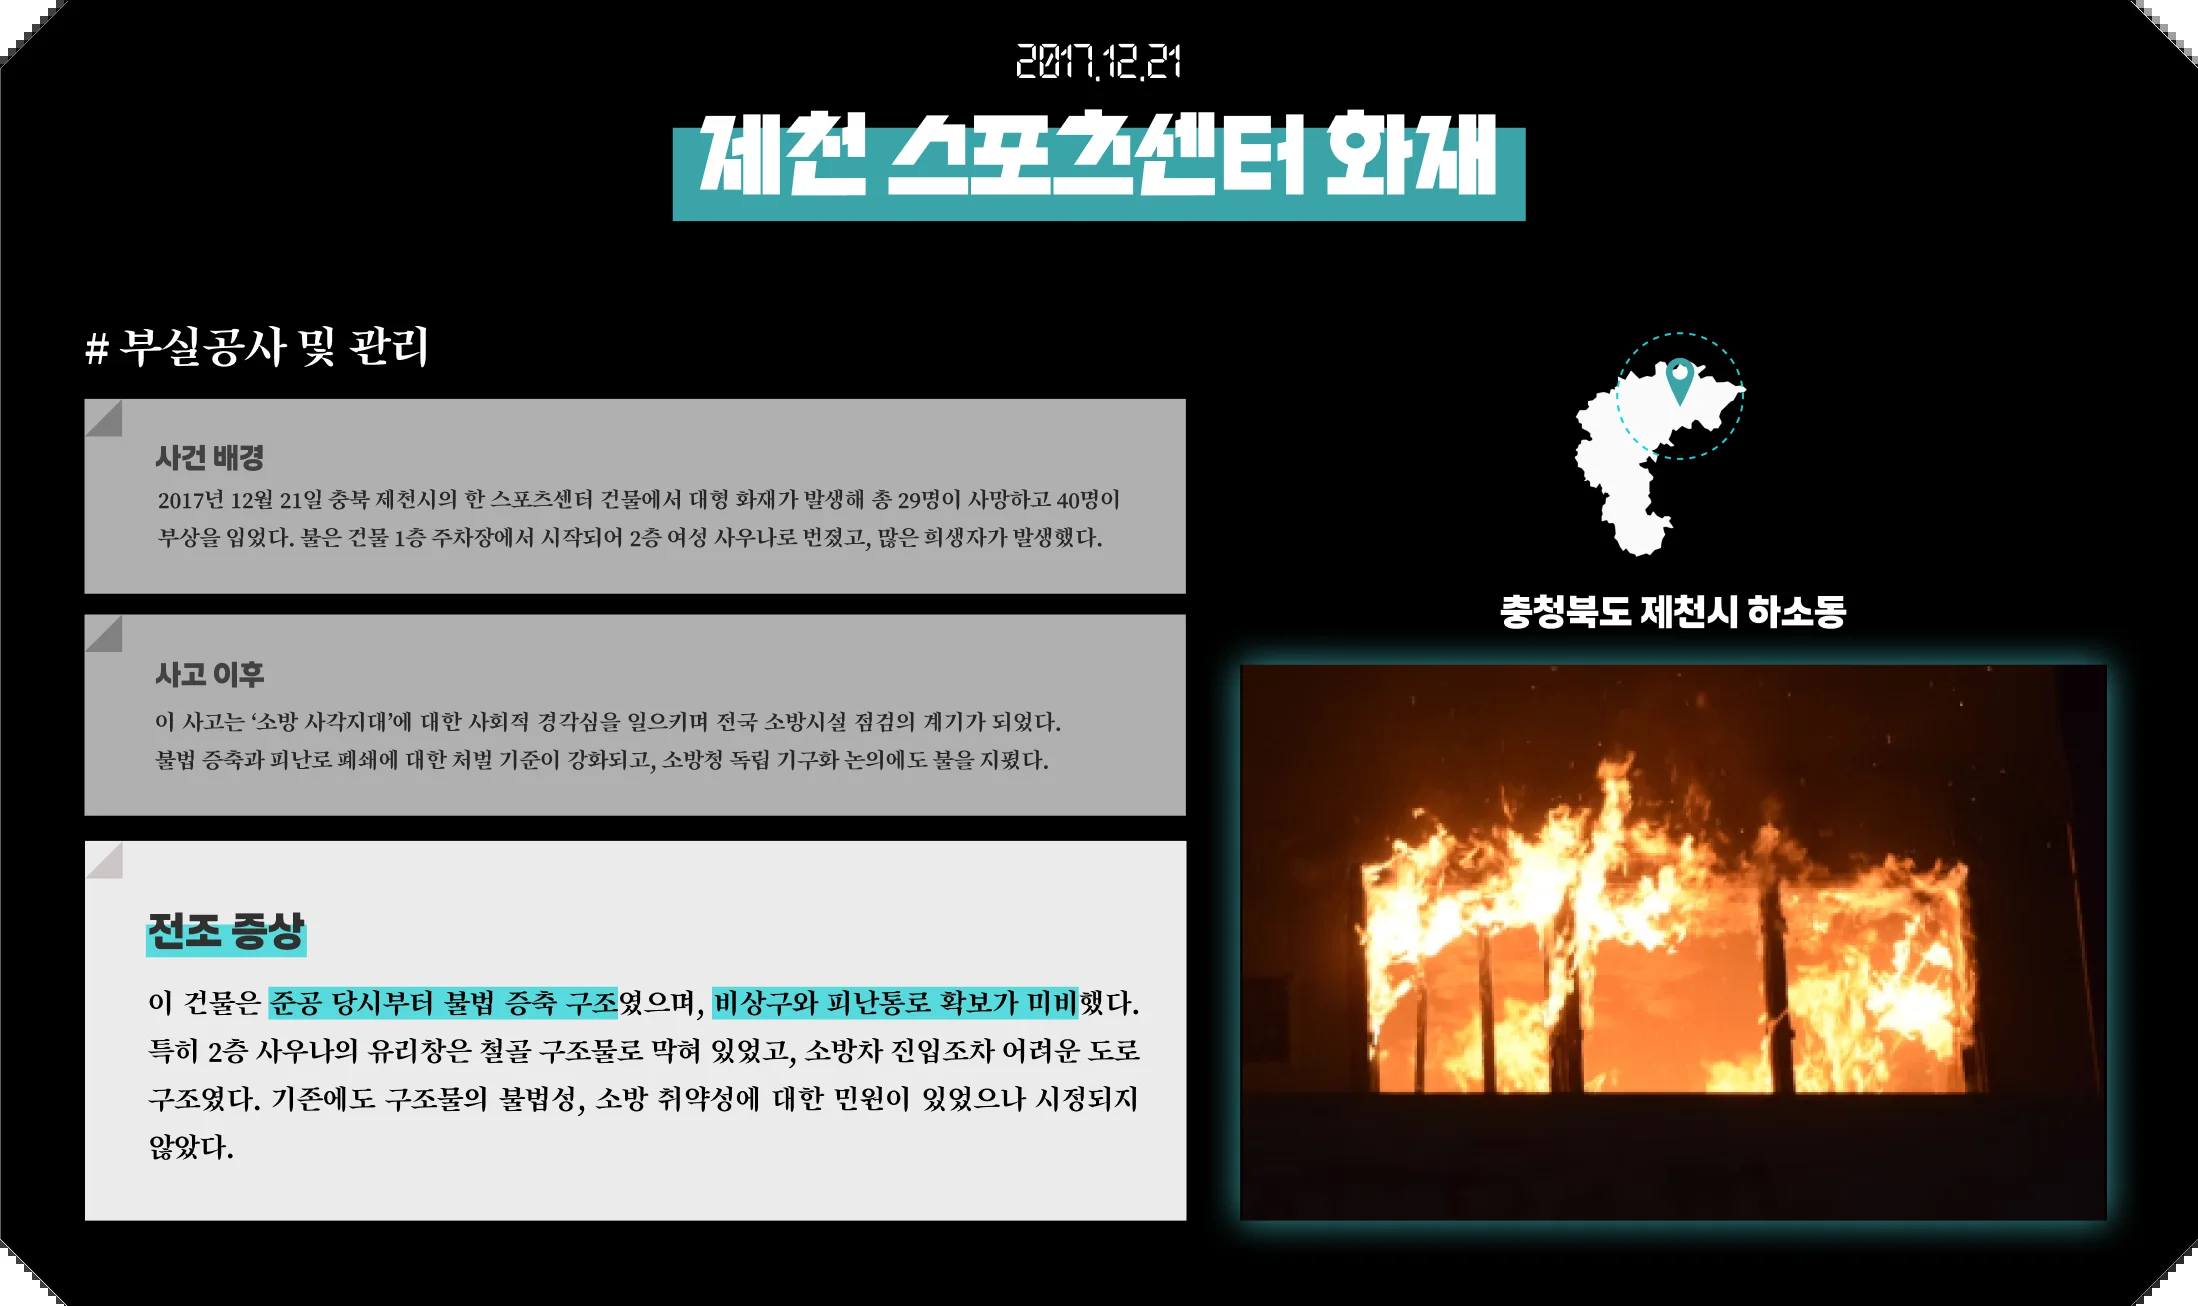 2017.12.21
제천 스포츠센터 화재
# 부실공사 및 관리
사건 배경
2017년 12월 21일 충북 제천시의 한 스포츠센터 건물에서 대형 화재가 발생해 총 29명이 사망하고 40명이
부상을 입었다. 불은 건물 1층 주차장에서 시작되어 2층 여성 사우나로 번졌고, 많은 희생자가 발생했다.
사고 이후
이 사고는 ‘소방 사각지대’에 대한 사회적 경각심을 일으키며 전국 소방시설 점검의 계기가 되었다.
불법 증축과 피난로 폐쇄에 대한 처벌 기준이 강화되고, 소방청 독립 기구화 논의에도 불을 지폈다.
전조 증상
이 건물은 준공 당시부터 불법 증축 구조였으며, 비상구와 피난통로 확보가 미비했다.
특히 2층 사우나의 유리창은 철골 구조물로 막혀 있었고, 소방차 진입조차 어려운 도로
구조였다. 기존에도 구조물의 불법성, 소방 취약성에 대한 민원이 있었으나 시정되지
않았다.
충청북도 제천시 하소동